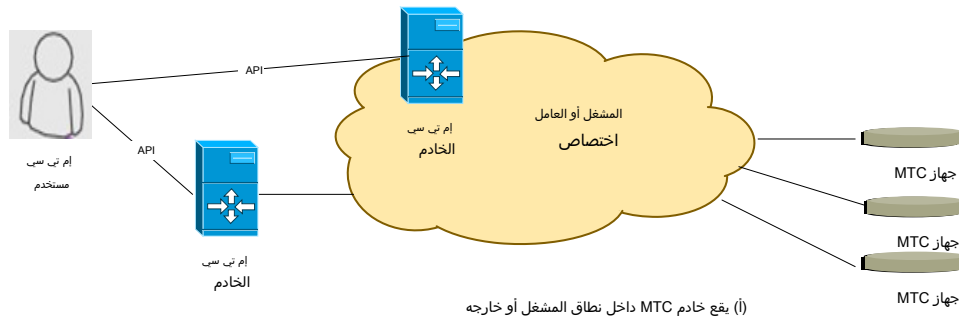 API
API
إم تي سي
مستخدم
إم تي سي
الخادم
إم تي سي
الخادم
المشغل أو العامل
اختصاص
جهاز MTC
جهاز MTC
جهاز MTC
(أ) يقع خادم MTC داخل نطاق المشغل أو خارجه